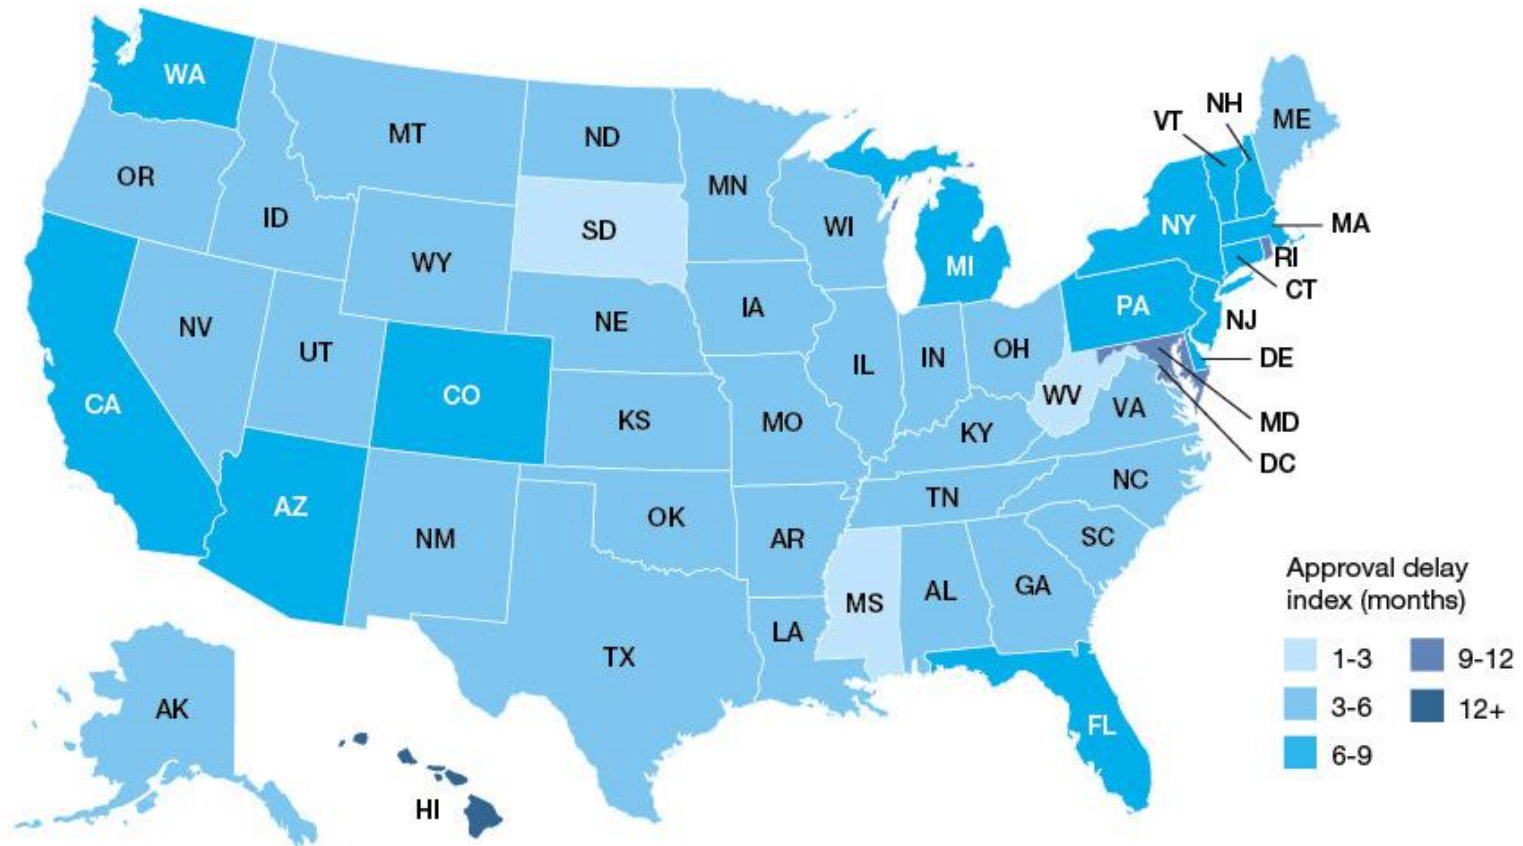 WA
MT
ND
OR
ID
SD
WY
MN
WI
MI
VT
NH
ME
NY
MA
RI
CT
PA
NJ
DE
MD
DC
NV
UT
CO
NE
IA
IL
IN
OH
WV
VA
CA
KS
MO
KY
AZ
NM
OK
AR
TN
NC
SC
MS
AL
GA
TX
LA
FL
AK
HI
Approval delay
index (months)
1-3
3-6
6-9
9-12
12+